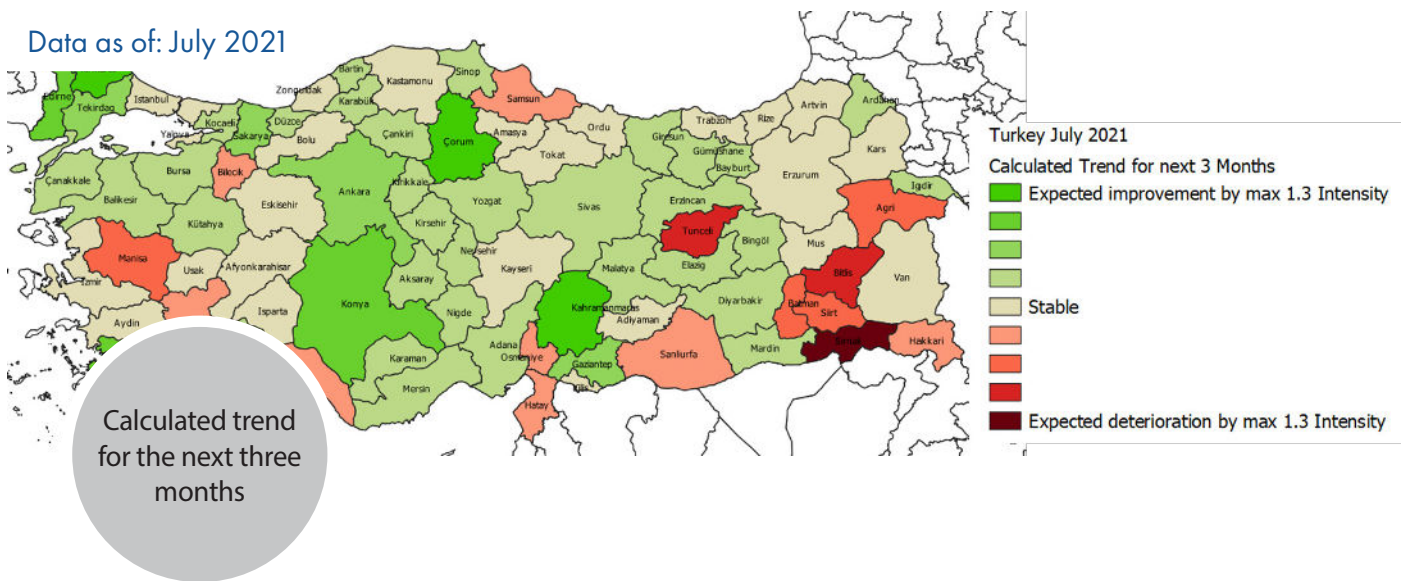 Data as of: July 2021
Edirne
Tekirdag
Istanbul
Kocaeli
Yalova
Sakarya
Düzce
Zonguldak
Bartin
Karabük
Kastamonu
Sinop
Samsun
Bolu
Çankiri
Çorum
Amasya
Ordu
Tokat
Giresun
Trabzon
Rize
Artvin
Ardahan
Gümüshane
Bayburt
Kars
Erzurum
Igdir
Agri
Çanakkale
Balikesir
Bursa
Bilecik
Kütahya
Eskisehir
Ankara
Kirikkale
Yozgat
Sivas
Erzincan
Tunceli
Bingöl
Mus
Kirsehir
Nevsehir
Kayseri
Malatya
Elazig
Bitlis
Van
Manisa
Usak
Afyonkarahisar
Izmir
Aydin
Isparta
Konya
Aksaray
Nigde
Kahramanmaras
Adiyaman
Diyarbakir
Batman
Siirt
Sirnak
Hakkari
Mardin
Sanliurfa
Gaziantep
Kilis
Osmaniye
Adana
Hatay
Karaman
Mersin
Turkey July 2021
Calculated Trend for next 3 Months
Expected improvement by max 1.3 Intensity
Stable
Expected deterioration by max 1.3 Intensity
Calculated trend
for the next three
months